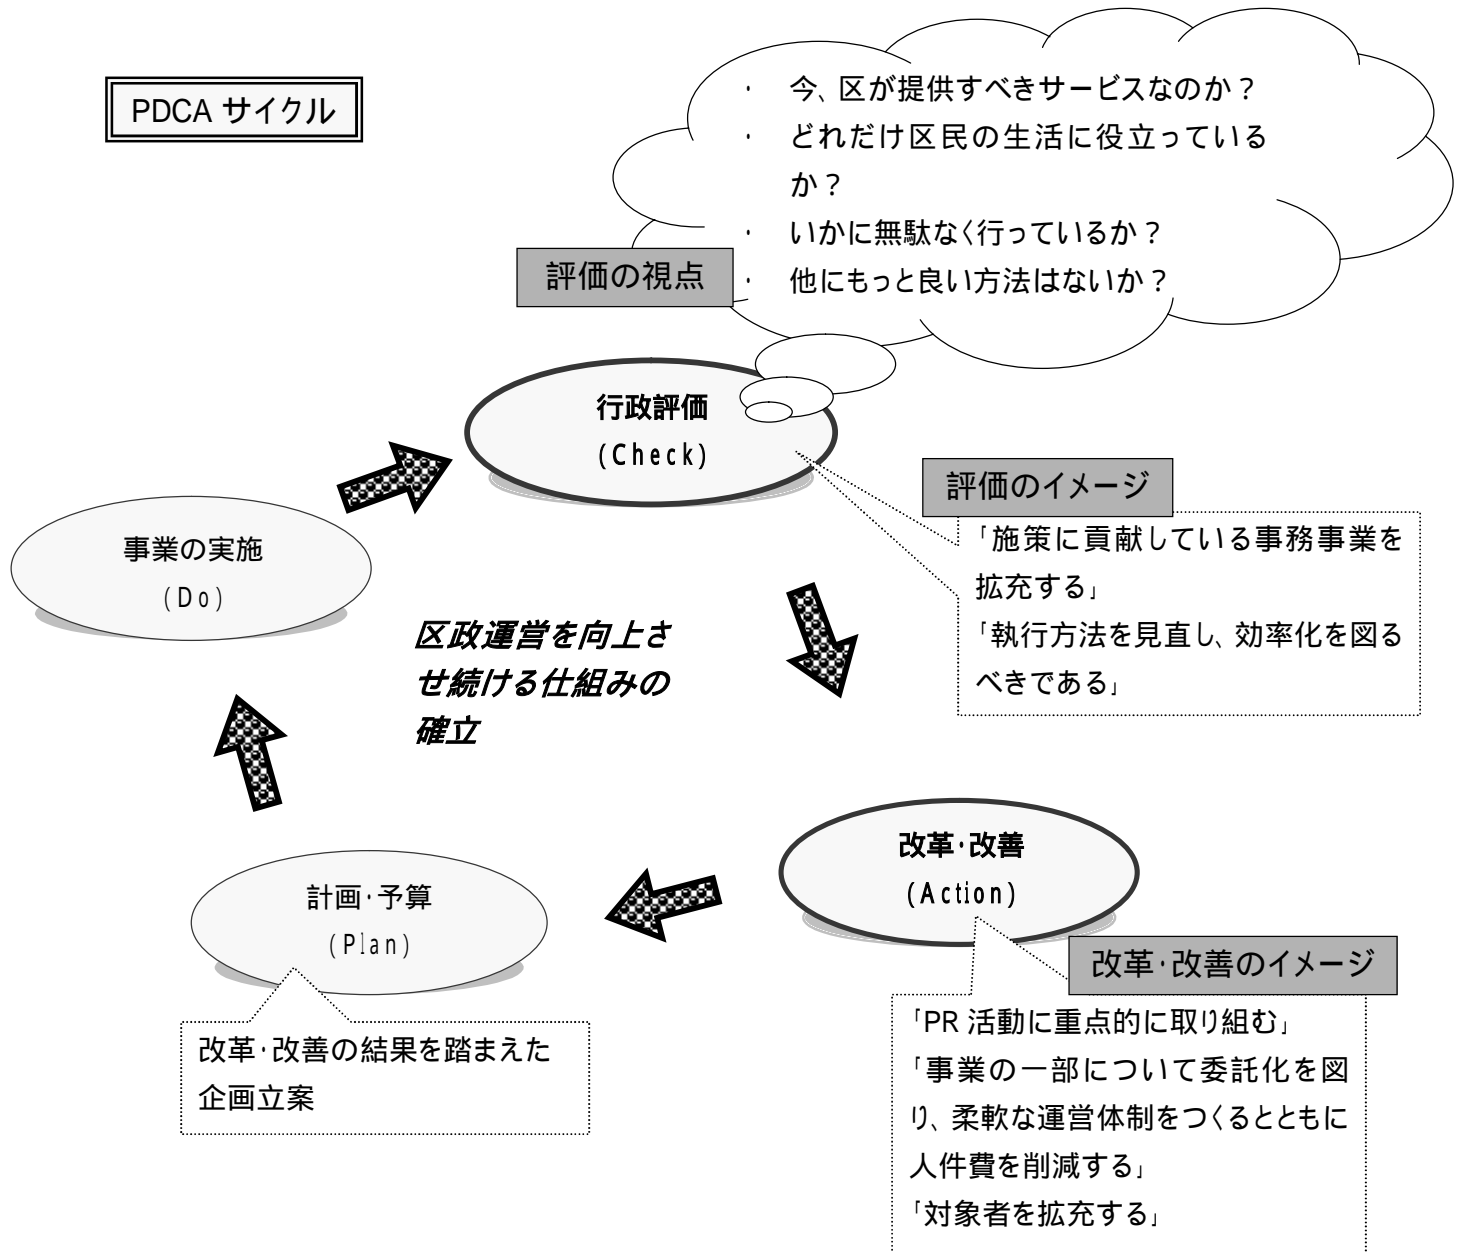 PDCA サイクル
・ 今、区が提供すべきサービスなのか？
・ どれだけ区民の生活に役立っている
か？
・ いかに無駄なく行っているか？
・ 他にもっと良い方法はないか？
評価の視点
行政評価
(Check)
評価のイメージ
「施策に貢献している事務事業を
拡充する」
「執行方法を見直し、効率化を図る
べきである」
事業の実施
(Do)
区政運営を向上さ
せ続ける仕組みの
確立
改革・改善
(Action)
計画・予算
(Plan)
改革・改善のイメージ
「PR 活動に重点的に取り組む」
「事業の一部について委託化を図
り、柔軟な運営体制をつくるとともに
人件費を削減する」
「対象者を拡充する」
改革・改善の結果を踏まえた
企画立案